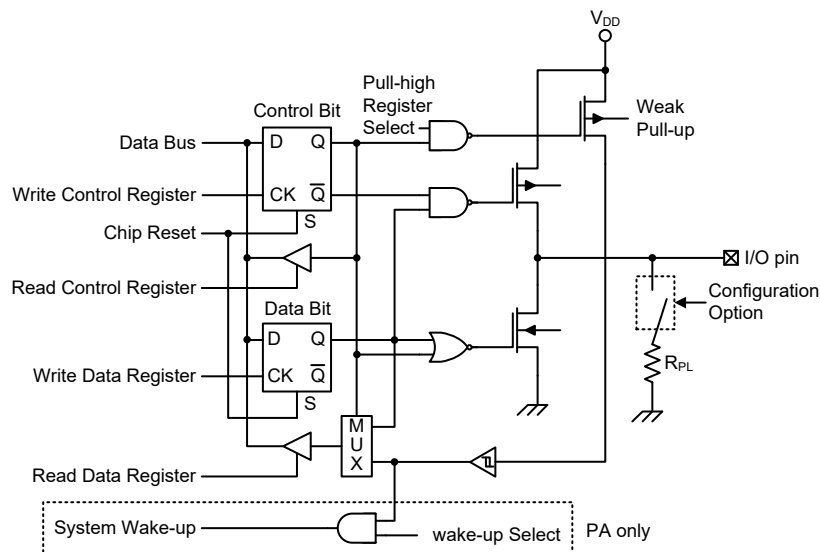 VDD
Pull-high
Register
Select
Control Bit
Weak
Pull-up
Data Bus
D
Q
Write Control Register
CK
Q
S
Chip Reset
I/O pin
Read Control Register
Configuration
Option
Data Bit
D
Q
RPL
Write Data Register
CK
Q
S
M
U
X
Read Data Register
System Wake-up
wake-up Select
PA only